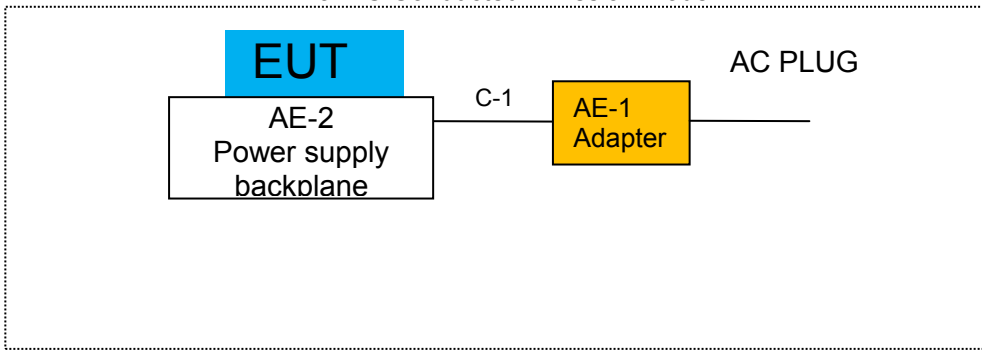 EUT
AC PLUG
C-1
AE-1
Adapter
AE-2
Power supply
backplane